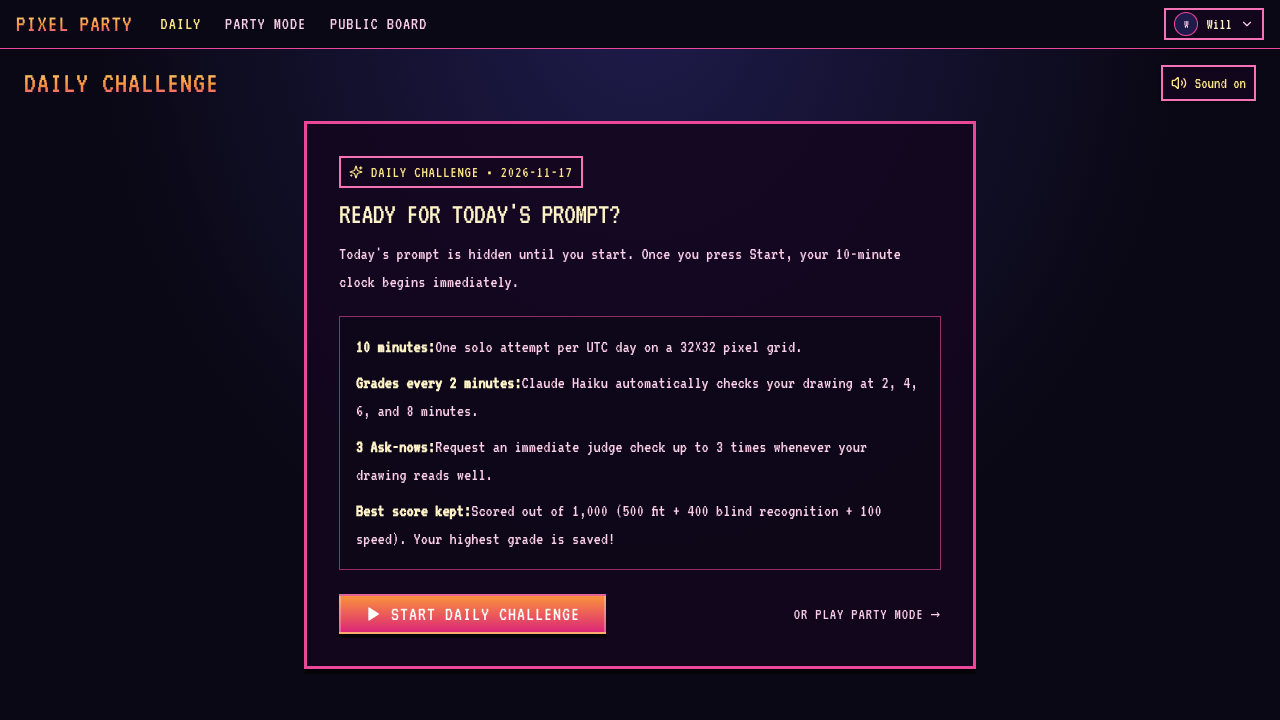 PIXEL PARTY DAILY PARTY MODE PUBLIC BOARD W Will
DAILY CHALLENGE Sound on
DAILY CHALLENGE • 2026-11-17
READY FOR TODAY'S PROMPT?
Today's prompt is hidden until you start. Once you press Start, your 10-minute
clock begins immediately.
10 minutes:One solo attempt per UTC day on a 32×32 pixel grid.
Grades every 2 minutes:Claude Haiku automatically checks your drawing at 2, 4,
6, and 8 minutes.
3 Ask-nows:Request an immediate judge check up to 3 times whenever your
drawing reads well.
Best score kept:Scored out of 1,000 (500 fit + 400 blind recognition + 100
speed). Your highest grade is saved!
START DAILY CHALLENGE OR PLAY PARTY MODE →